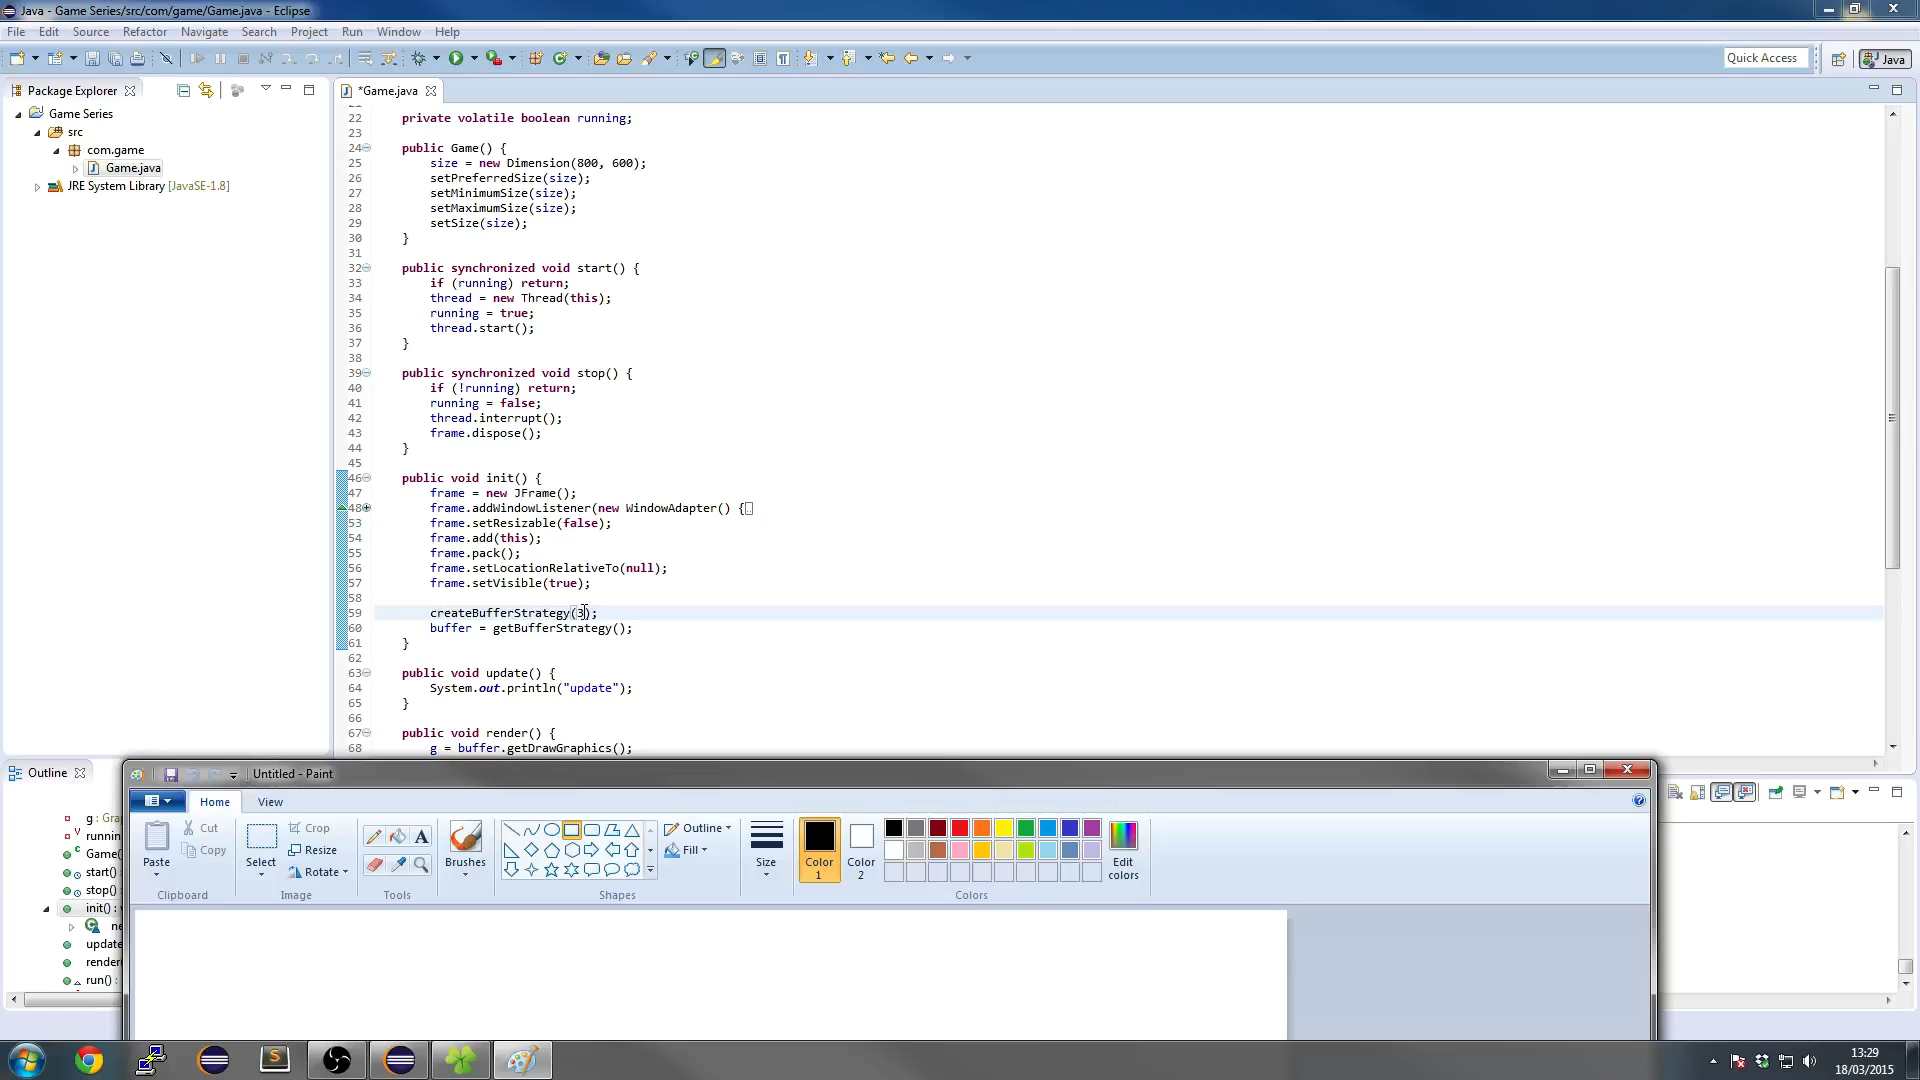 Java - Game Series/src/com/game/Game.java - Eclipse
File Edit Source Refactor Navigate Search Project Run Window Help
Quick Access
Java
Package Explorer
*Game.java
Game Series
src
com.game
Game.java
JRE System Library [JavaSE-1.8]
22 private volatile boolean running;
23
24 public Game() {
25 size = new Dimension(800, 600);
26 setPreferredSize(size);
27 setMinimumSize(size);
28 setMaximumSize(size);
29 setSize(size);
30 }
31
32 public synchronized void start() {
33 if (running) return;
34 thread = new Thread(this);
35 running = true;
36 thread.start();
37 }
38
39 public synchronized void stop() {
40 if (!running) return;
41 running = false;
42 thread.interrupt();
43 frame.dispose();
44 }
45
46 public void init() {
47 frame = new JFrame();
48 frame.addWindowListener(new WindowAdapter() {
53 frame.setResizable(false);
54 frame.add(this);
55 frame.pack();
56 frame.setLocationRelativeTo(null);
57 frame.setVisible(true);
58
59 createBufferStrategy(3);
60 buffer = getBufferStrategy();
61 }
62
63 public void update() {
64 System.out.println("update");
65 }
66
67 public void render() {
68 g = buffer.getDrawGraphics();
Outline
g : Gra
runnin
Game(
start() :
stop()
init() :
ne
update
render(
run() :
Untitled - Paint
Home View
Paste
Cut
Copy
Clipboard
Select
Crop
Resize
Rotate
Image
Tools
Brushes
Outline
Fill
Shapes
Size
Color 1
Color 2
Edit colors
Colors
13:29
18/03/2015